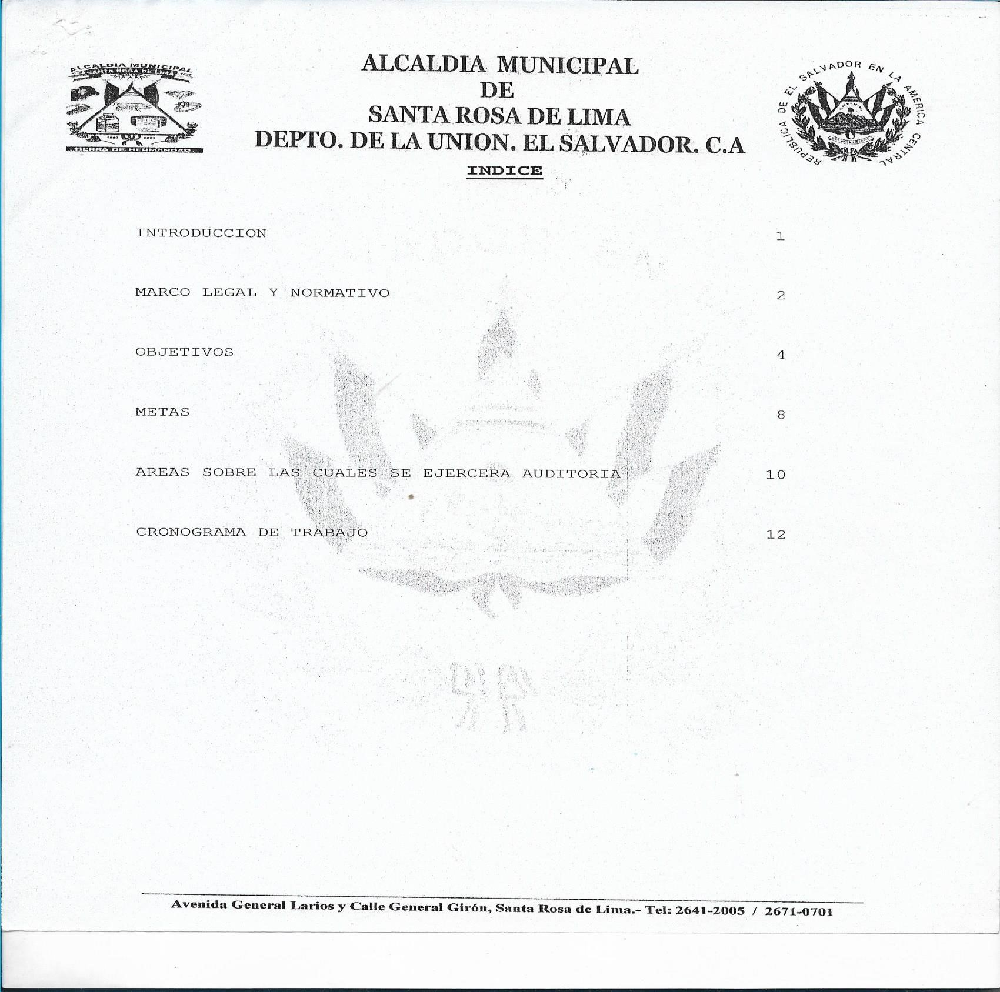 ALCALDIA MUNICIPAL
SANTA ROSA DE LIMA
TIERRA DE HERMANDAD
ALCALDIA MUNICIPAL
DE
SANTA ROSA DE LIMA
DEPTO. DE LA UNION. EL SALVADOR. C.A
REPUBLICA DE EL SALVADOR EN LA AMERICA CENTRAL
INDICE
INTRODUCCION 1
MARCO LEGAL Y NORMATIVO 2
OBJETIVOS 4
METAS 8
AREAS SOBRE LAS CUALES SE EJERCERA AUDITORIA 10
CRONOGRAMA DE TRABAJO 12
Avenida General Larios y Calle General Girón, Santa Rosa de Lima.- Tel: 2641-2005 / 2671-0701